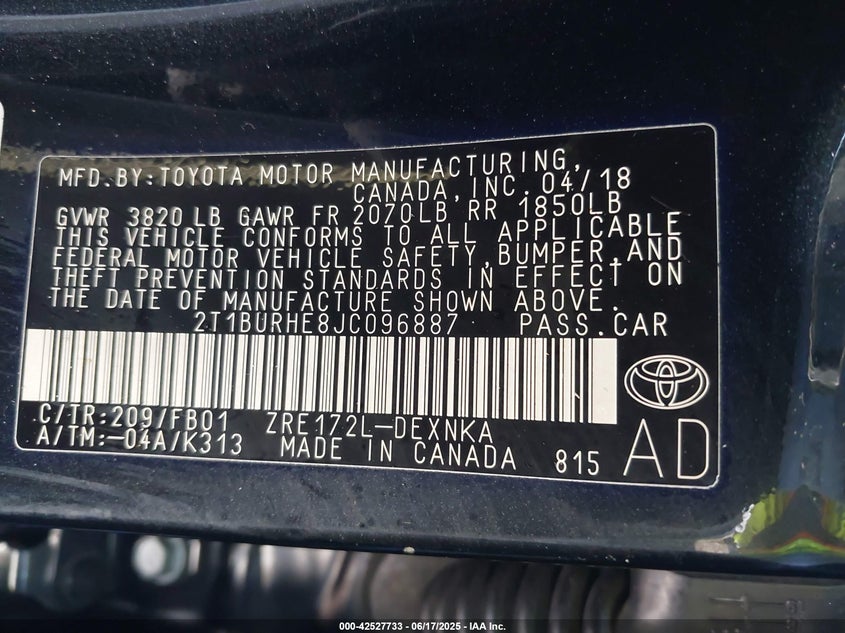 MFD.BY:TOYOTA MOTOR MANUFACTURING,
CANADA,INC. 04/18
GVWR 3820 LB GAWR FR 2070LB RR 1850LB
THIS VEHICLE CONFORMS TO ALL APPLICABLE
FEDERAL MOTOR VEHICLE SAFETY,BUMPER,AND
THEFT PREVENTION STANDARDS IN EFFECT ON
THE DATE OF MANUFACTURE SHOWN ABOVE.
2T1BURHE8JC096887 PASS.CAR
C/TR:209/FB01 ZRE172L-DEXNKA
A/TM:-04A/K313 MADE IN CANADA 815 AD
000-42527733 - 06/17/2025 - IAA Inc.